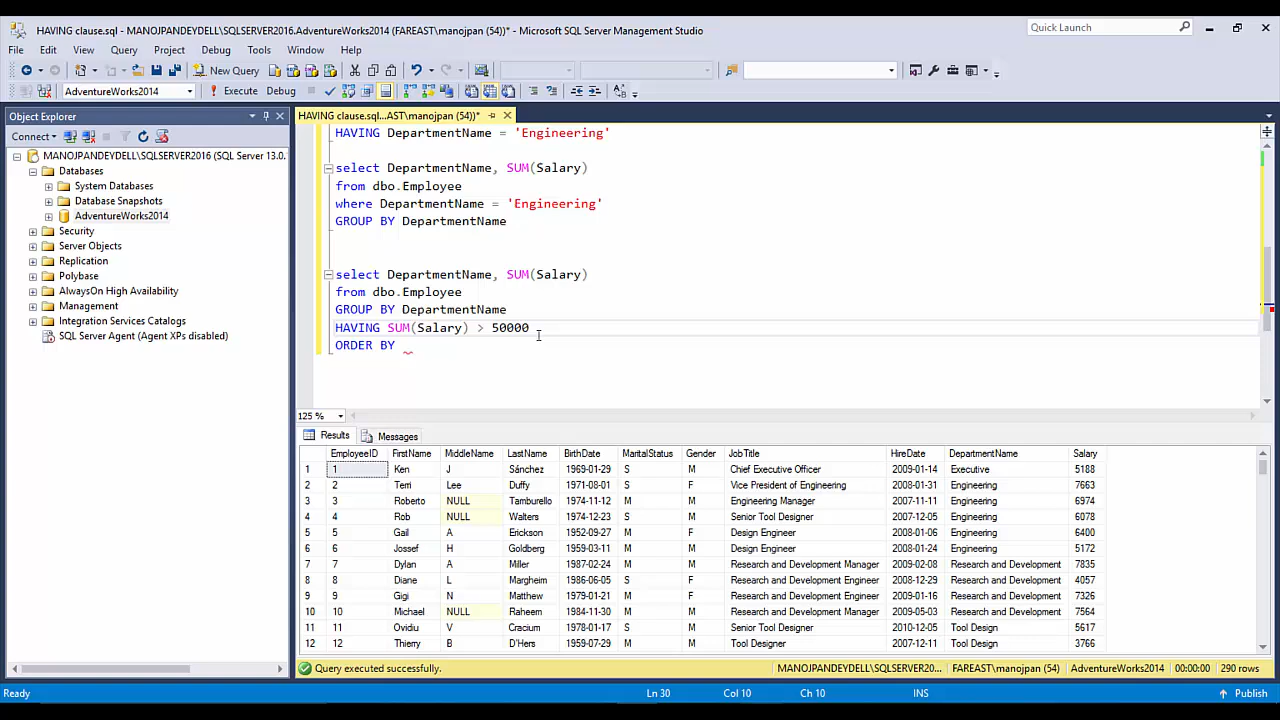 HAVING clause.sql - MANOJPANDEYDELL\SQLSERVER2016.AdventureWorks2014 (FAREAST\manojpan (54))* - Microsoft SQL Server Management Studio
Quick Launch
File Edit View Query Project Debug Tools Window Help
New Query
AdventureWorks2014 Execute Debug
Object Explorer
HAVING clause.sql...AST\manojpan (54))*
Connect
MANOJPANDEYDELL\SQLSERVER2016 (SQL Server 13.0.
Databases
System Databases
Database Snapshots
AdventureWorks2014
Security
Server Objects
Replication
Polybase
AlwaysOn High Availability
Management
Integration Services Catalogs
SQL Server Agent (Agent XPs disabled)
HAVING DepartmentName = 'Engineering'
select DepartmentName, SUM(Salary)
from dbo.Employee
where DepartmentName = 'Engineering'
GROUP BY DepartmentName
select DepartmentName, SUM(Salary)
from dbo.Employee
GROUP BY DepartmentName
HAVING SUM(Salary) > 50000
ORDER BY
125 %
Results Messages
EmployeeID FirstName MiddleName LastName BirthDate MaritalStatus Gender JobTitle HireDate DepartmentName Salary
1 1 Ken J Sánchez 1969-01-29 S M Chief Executive Officer 2009-01-14 Executive 5188
2 2 Terri Lee Duffy 1971-08-01 S F Vice President of Engineering 2008-01-31 Engineering 7663
3 3 Roberto NULL Tamburello 1974-11-12 M M Engineering Manager 2007-11-11 Engineering 6974
4 4 Rob NULL Walters 1974-12-23 S M Senior Tool Designer 2007-12-05 Engineering 6078
5 5 Gail A Erickson 1952-09-27 M F Design Engineer 2008-01-06 Engineering 6400
6 6 Jossef H Goldberg 1959-03-11 M M Design Engineer 2008-01-24 Engineering 5172
7 7 Dylan A Miller 1987-02-24 M M Research and Development Manager 2009-02-08 Research and Development 7835
8 8 Diane L Margheim 1986-06-05 S F Research and Development Engineer 2008-12-29 Research and Development 4057
9 9 Gigi N Matthew 1979-01-21 M F Research and Development Engineer 2009-01-16 Research and Development 7326
10 10 Michael NULL Raheem 1984-11-30 M M Research and Development Manager 2009-05-03 Research and Development 7564
11 11 Ovidiu V Cracium 1978-01-17 S M Senior Tool Designer 2010-12-05 Tool Design 5617
12 12 Thierry B D'Hers 1959-07-29 M M Tool Designer 2007-12-11 Tool Design 3766
Query executed successfully. MANOJPANDEYDELL\SQLSERVER20... FAREAST\manojpan (54) AdventureWorks2014 00:00:00 290 rows
Ready Ln 30 Col 10 Ch 10 INS Publish